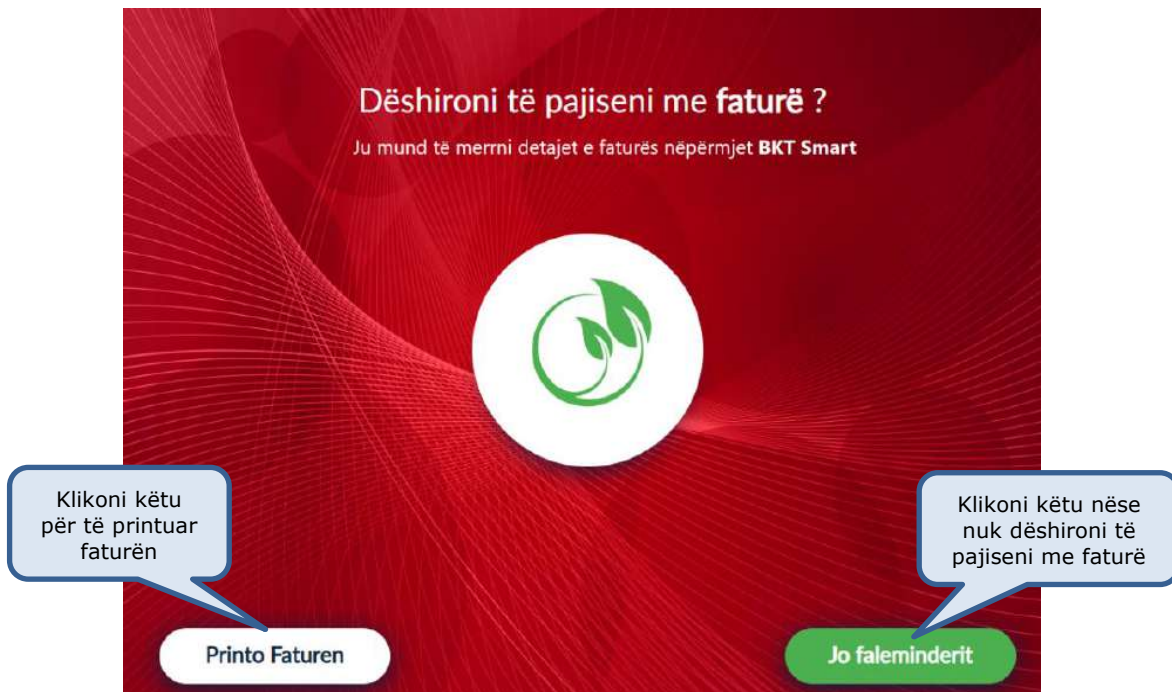 Dëshironi të pajiseni me faturë ?
Ju mund të merrni detajet e faturës nëpërmjet BKT Smart
Klikoni këtu
për të printuar
faturën
Klikoni këtu nëse
nuk dëshironi të
pajiseni me faturë
Printo Faturen
Jo faleminderit